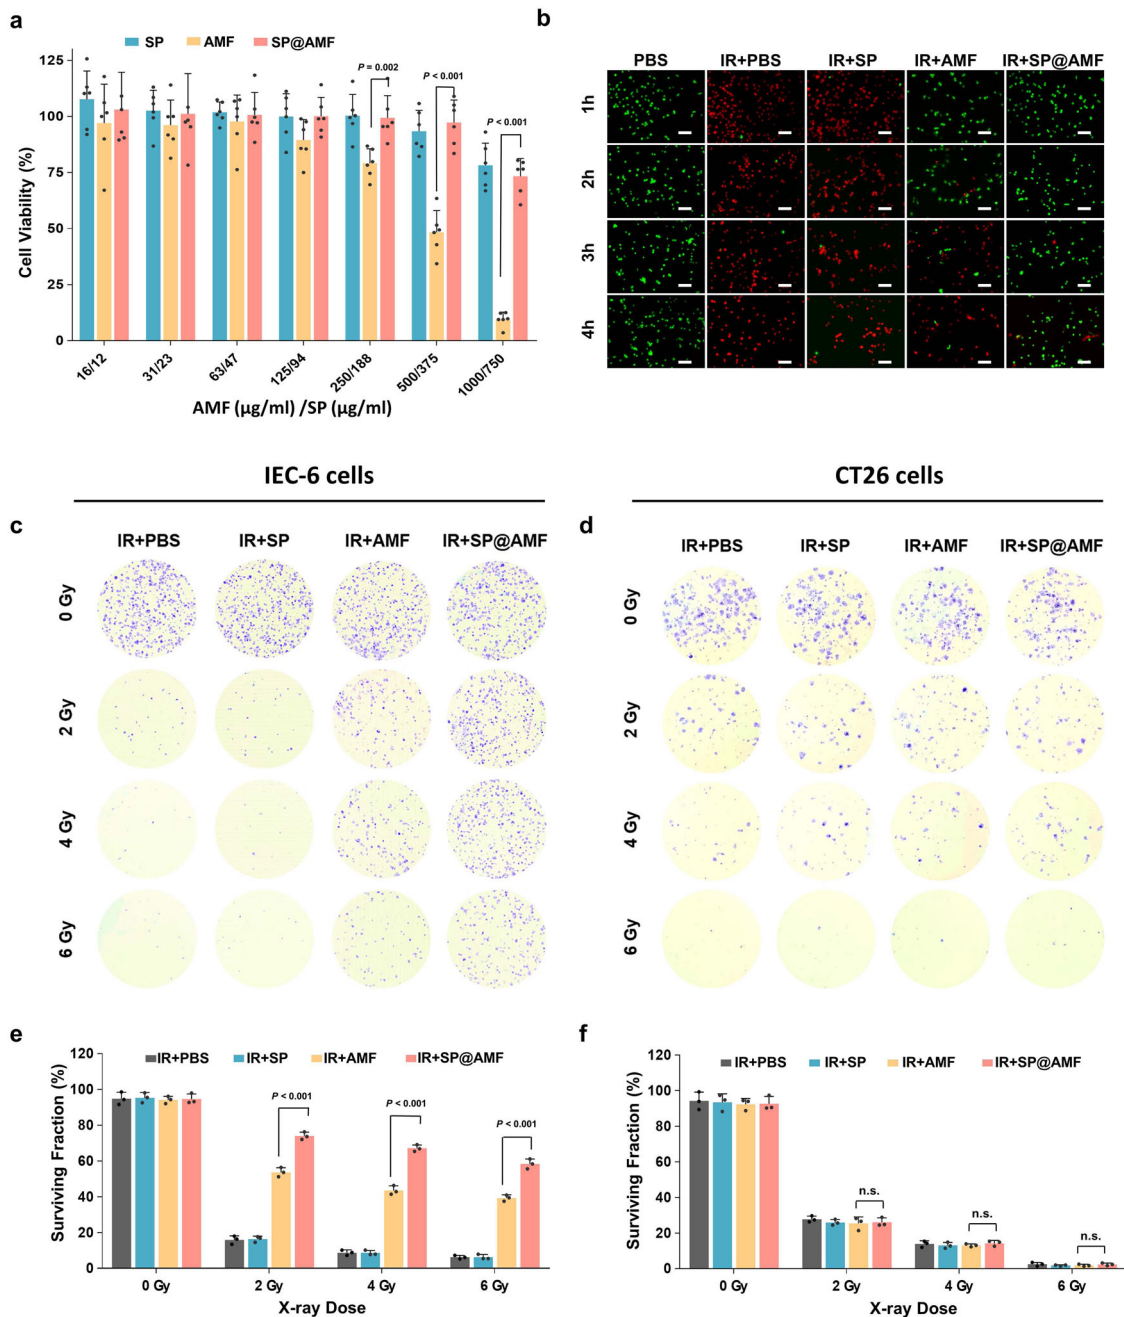 a
SP AMF SP@AMF
P = 0.002
P < 0.001
P < 0.001
125
100
75
50
25
0
Cell Viability (%)
16/12 31/23 63/47 125/94 250/188 500/375 1000/750
AMF (μg/ml) /SP (μg/ml)
b
PBS IR+PBS IR+SP IR+AMF IR+SP@AMF
1h
2h
3h
4h
IEC-6 cells
c
IR+PBS IR+SP IR+AMF IR+SP@AMF
0 Gy
2 Gy
4 Gy
6 Gy
CT26 cells
d
IR+PBS IR+SP IR+AMF IR+SP@AMF
0 Gy
2 Gy
4 Gy
6 Gy
e
IR+PBS IR+SP IR+AMF IR+SP@AMF
P < 0.001
P < 0.001
P < 0.001
120
100
80
60
40
20
0
Surviving Fraction (%)
0 Gy 2 Gy 4 Gy 6 Gy
X-ray Dose
f
IR+PBS IR+SP IR+AMF IR+SP@AMF
n.s.
n.s.
n.s.
120
100
80
60
40
20
0
Surviving Fraction (%)
0 Gy 2 Gy 4 Gy 6 Gy
X-ray Dose